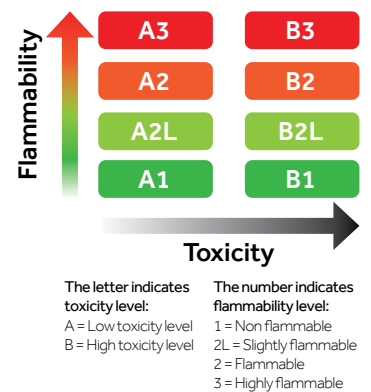 Flammability
A3 B3
A2 B2
A2L B2L
A1 B1
Toxicity
The letter indicates
toxicity level:
A = Low toxicity level
B = High toxicity level
The number indicates
flammability level:
1 = Non flammable
2L = Slightly flammable
2 = Flammable
3 = Highly flammable